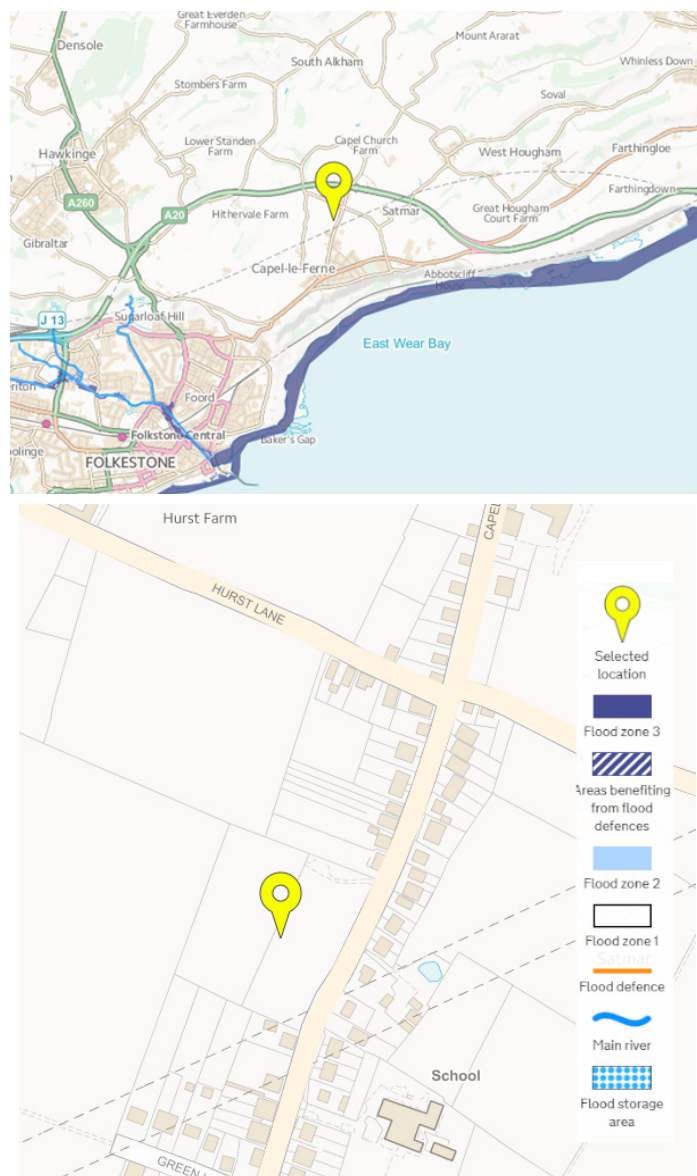 Great Everden
Farmhouse
Densole
Mount Ararat
South Alkham
Whinless Down
Stombers Farm
Soval
Lower Standen
Farm
Capel Church
Farm
Hawkinge
West Hougham
Farthingloe
A260
A20
Farthingdown
Hithervale Farm
Satmar
Great Hougham
Court Farm
Gibraltar
Capel-le-Ferne
Abbotscliff
House
J 13
Sugarloaf Hill
East Wear Bay
Foord
Folkstone Central
Baker's Gap
FOLKESTONE
Hurst Farm
HURST LANE
School
Selected
location
Flood zone 3
Areas benefiting
from flood
defences
Flood zone 2
Flood zone 1
Satmar
Flood defence
Main river
Flood storage
area